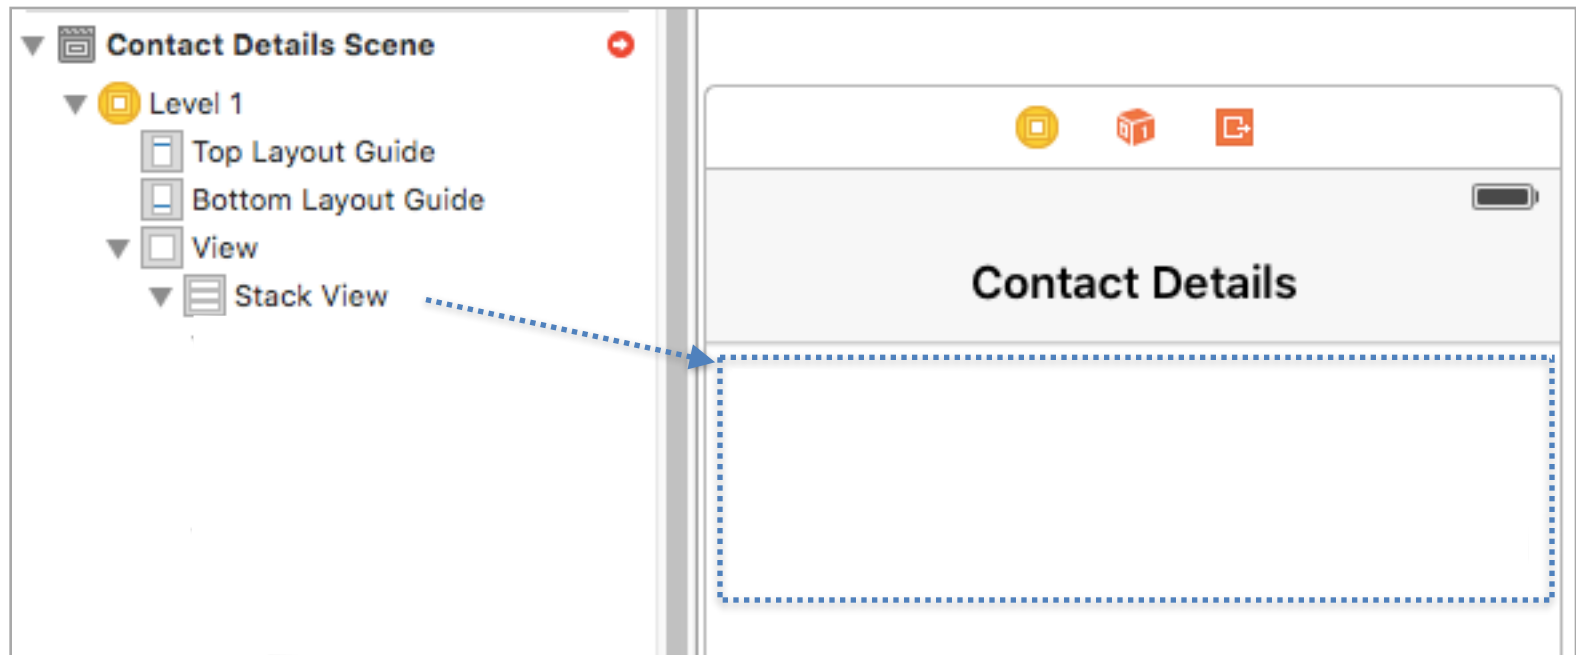 Contact Details Scene
Level 1
Top Layout Guide
Bottom Layout Guide
View
Stack View
Contact Details